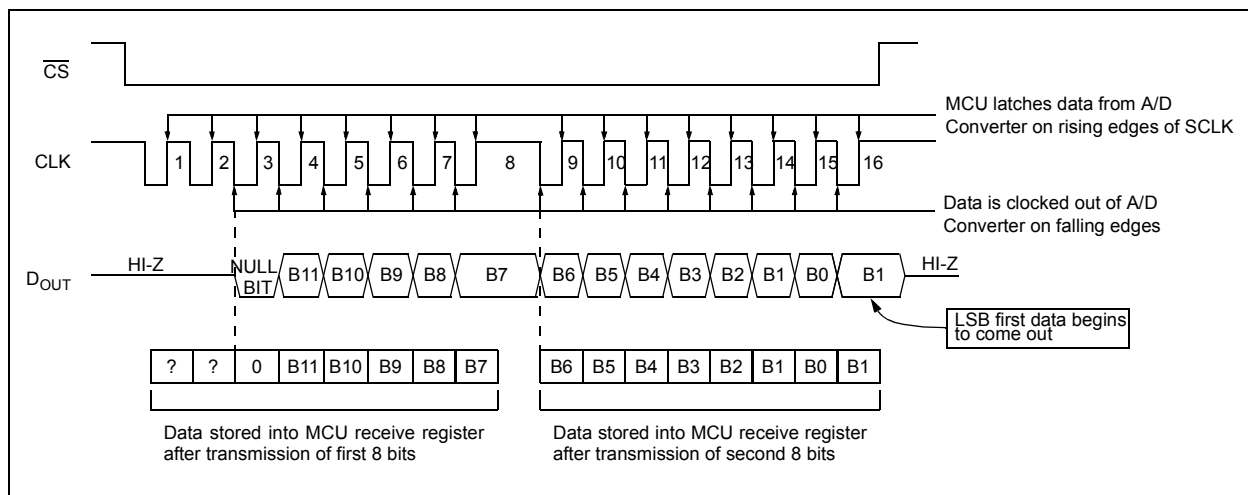 CS
MCU latches data from A/D
Converter on rising edges of SCLK
CLK
1 2 3 4 5 6 7 8 9 10 11 12 13 14 15 16
Data is clocked out of A/D
Converter on falling edges
DOUT
HI-Z
NULL
BIT
B11 B10 B9 B8 B7 B6 B5 B4 B3 B2 B1 B0 B1
HI-Z
LSB first data begins
to come out
? ? 0 B11 B10 B9 B8 B7
B6 B5 B4 B3 B2 B1 B0 B1
Data stored into MCU receive register
after transmission of first 8 bits
Data stored into MCU receive register
after transmission of second 8 bits